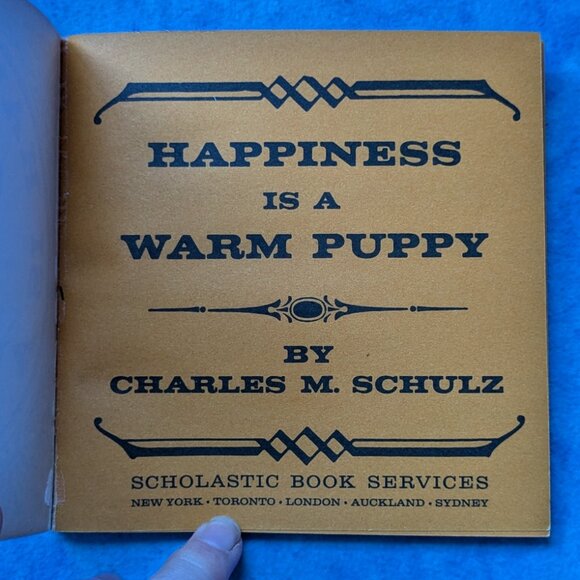 HAPPINESS
IS A
WARM PUPPY
BY
CHARLES M. SCHULZ
SCHOLASTIC BOOK SERVICES
NEW YORK • TORONTO • LONDON • AUCKLAND • SYDNEY